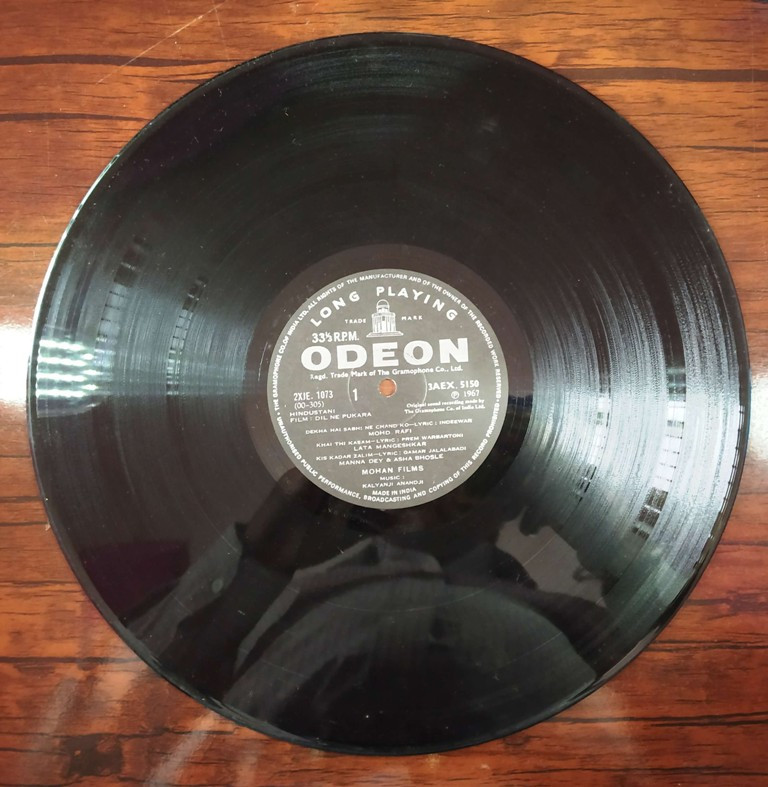 THE GRAMOPHONE CO. OF INDIA LTD. ALL RIGHTS OF THE MANUFACTURER AND OF THE OWNER OF THE RECORDED WORK RESERVED • UNAUTHORISED PUBLIC PERFORMANCE, BROADCASTING AND COPYING OF THIS RECORD PROHIBITED
LONG PLAYING
TRADE MARK
33⅓ R.P.M.
ODEON
Regd. Trade Mark of The Gramophone Co., Ltd.
2XJE. 1073 1 3AEX. 5150
(OO-305) Ⓟ 1967
Original sound recording made by
The Gramophone Co. of India Ltd.
HINDUSTANI
FILM : DIL NE PUKARA
DEKHA HAI SABHI NE CHAND KO—LYRIC : INDEEWAR
MOHD. RAFI
KHAI THI KASAM—LYRIC : PREM WARBARTONI
LATA MANGESHKAR
KIS KADAR ZALIM—LYRIC : QAMAR JALALABADI
MANNA DEY & ASHA BHOSLE
MOHAN FILMS
MUSIC :
KALYANJI ANANDJI
MADE IN INDIA